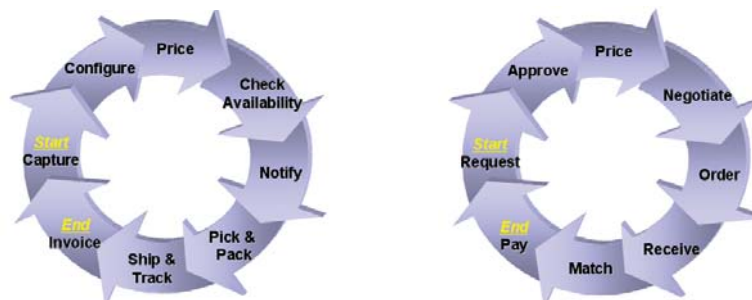 Start
Capture
Configure
Price
Check
Availability
Notify
Pick &
Pack
Ship &
Track
End
Invoice
Start
Request
Approve
Price
Negotiate
Order
Receive
Match
End
Pay